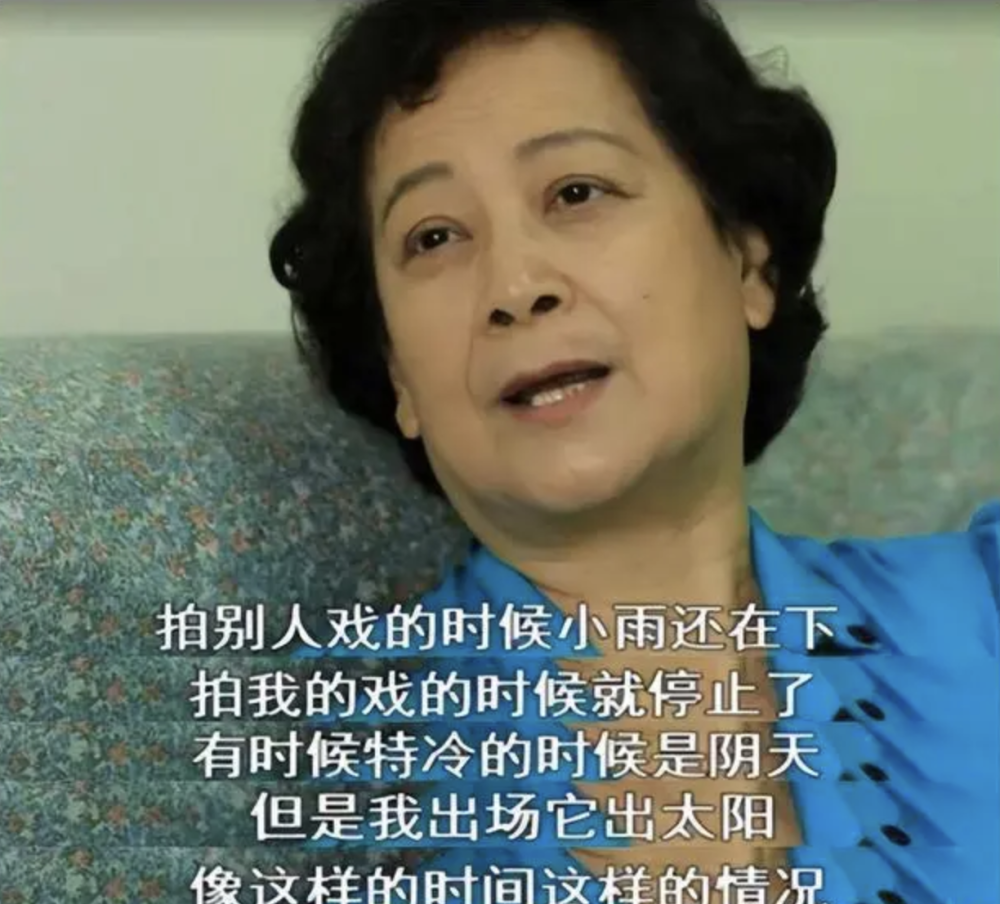 拍别人戏的时候小雨还在下
拍我的戏的时候就停止了
有时候特冷的时候是阴天
但是我出场它出太阳
像这样的时间这样的情况